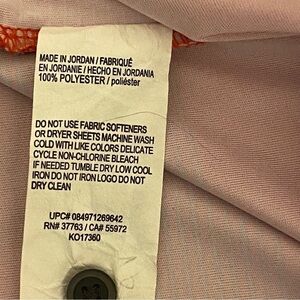 MADE IN JORDAN / FABRIQUÉ
EN JORDANIE / HECHO EN JORDANIA
100% POLYESTER / poliéster
DO NOT USE FABRIC SOFTENERS
OR DRYER SHEETS MACHINE WASH
COLD WITH LIKE COLORS DELICATE
CYCLE NON-CHLORINE BLEACH
IF NEEDED TUMBLE DRY LOW COOL
IRON DO NOT IRON LOGO DO NOT
DRY CLEAN
UPC# 084971269642
RN# 37763 / CA# 55972
KO17360